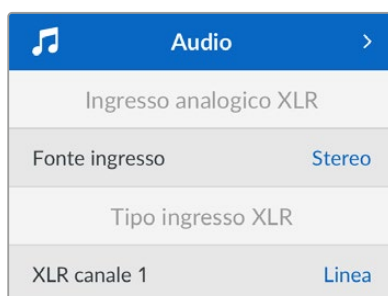 Audio
Ingresso analogico XLR
Fonte ingresso Stereo
Tipo ingresso XLR
XLR canale 1 Linea